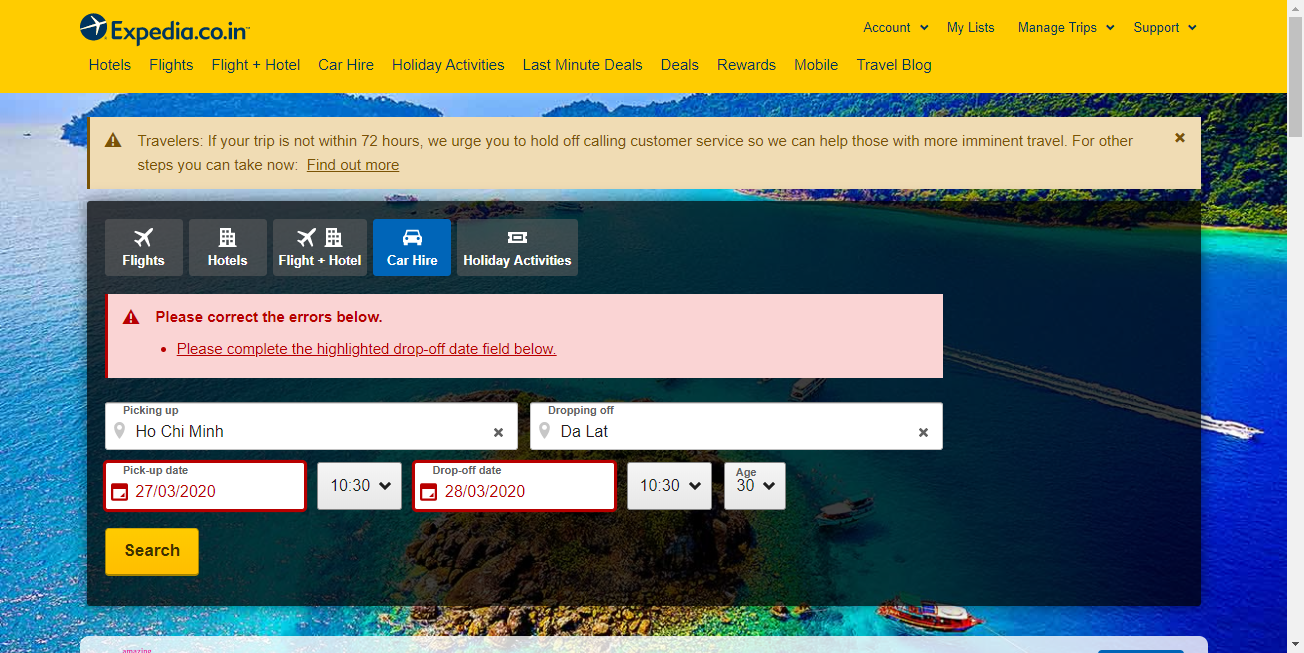 Expedia.co.in
Account
My Lists
Manage Trips
Support
Hotels
Flights
Flight + Hotel
Car Hire
Holiday Activities
Last Minute Deals
Deals
Rewards
Mobile
Travel Blog
Travelers: If your trip is not within 72 hours, we urge you to hold off calling customer service so we can help those with more imminent travel. For other
steps you can take now: Find out more
Flights
Hotels
Flight + Hotel
Car Hire
Holiday Activities
Please correct the errors below.
Please complete the highlighted drop-off date field below.
Picking up
Ho Chi Minh
Dropping off
Da Lat
Pick-up date
27/03/2020
10:30
Drop-off date
28/03/2020
10:30
Age
30
Search
amazing